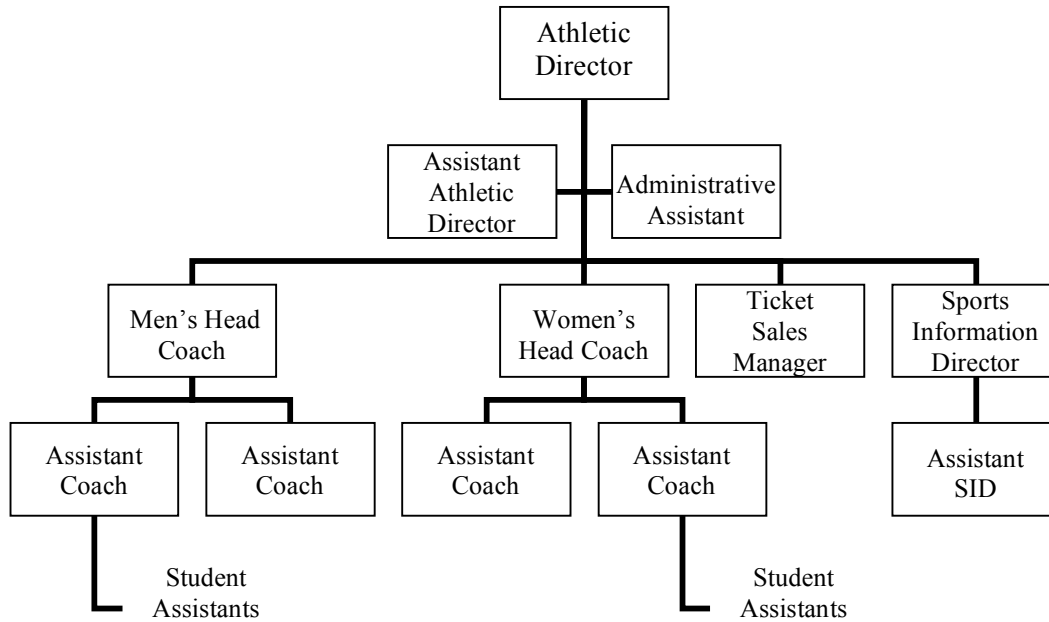 Athletic
Director
Assistant
Athletic
Director
Administrative
Assistant
Men’s Head
Coach
Women’s
Head Coach
Ticket
Sales
Manager
Sports
Information
Director
Assistant
Coach
Assistant
Coach
Assistant
Coach
Assistant
Coach
Assistant
SID
Student
Assistants
Student
Assistants